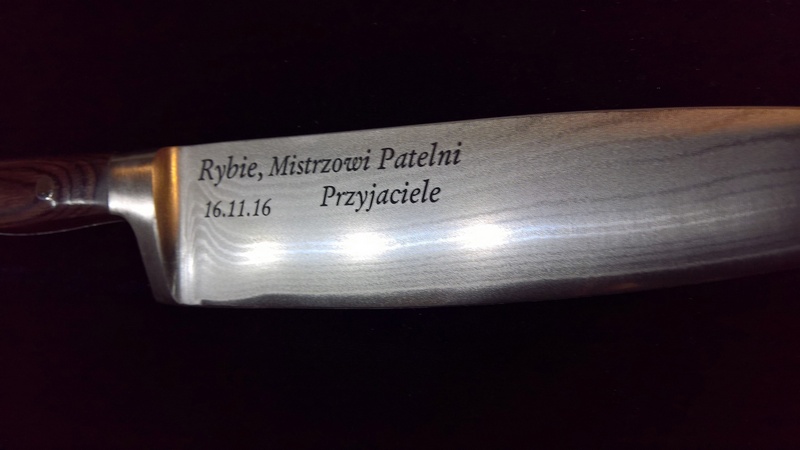 Rybie, Mistrzowi Patelni
Przyjaciele
16.11.16